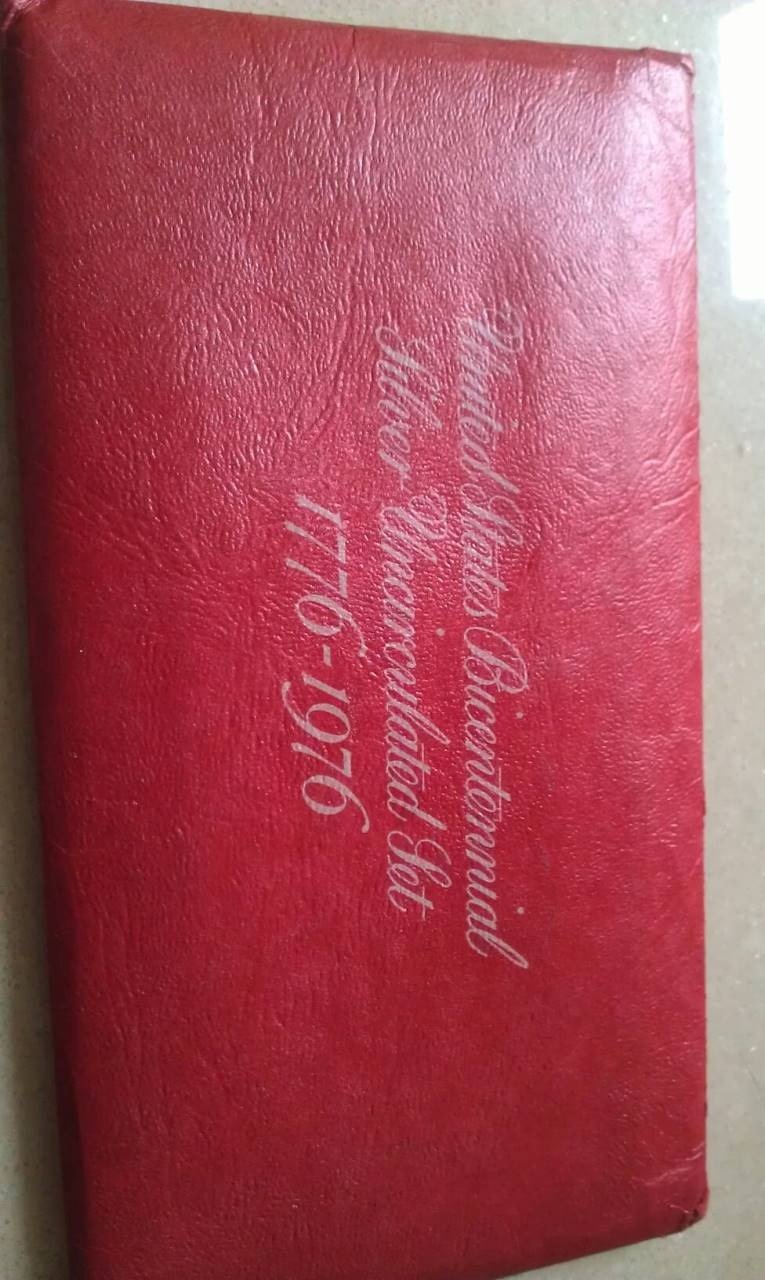 United States Bicentennial
Silver Uncirculated Set
1776-1976